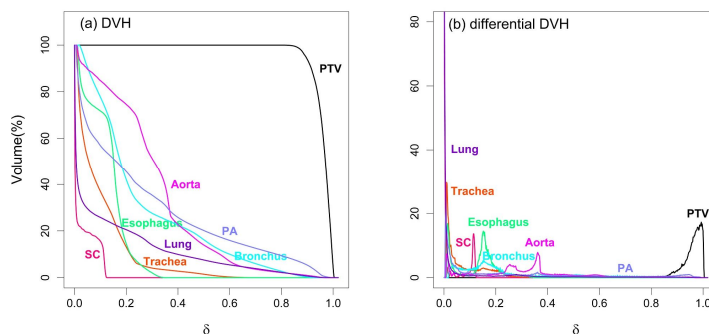 (a) DVH
Volume(%)
100
80
60
40
20
0
PTV
Aorta
Esophagus
PA
Lung
Bronchus
SC
Trachea
0.0 0.2 0.4 0.6 0.8 1.0
δ
(b) differential DVH
80
60
40
20
0
Lung
Trachea
Esophagus
PTV
SC
Bronchus
Aorta
PA
0.0 0.2 0.4 0.6 0.8 1.0
δ